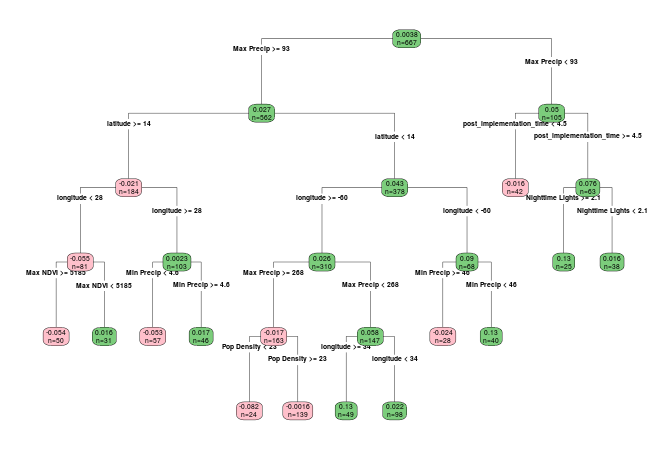 0.0038
n=667
Max Precip >= 93
Max Precip < 93
0.027
n=562
0.05
n=105
latitude >= 14
latitude < 14
post_implementation_time < 4.5
post_implementation_time >= 4.5
-0.021
n=184
0.043
n=378
-0.016
n=42
0.076
n=63
longitude < 28
longitude >= 28
longitude >= -60
longitude < -60
Nighttime Lights >= 2.1
Nighttime Lights < 2.1
-0.055
n=81
0.0023
n=103
0.026
n=310
0.09
n=68
0.13
n=25
0.016
n=38
Max NDVI >= 5185
Max NDVI < 5185
Min Precip < 4.6
Min Precip >= 4.6
Max Precip >= 268
Max Precip < 268
Min Precip >= 46
Min Precip < 46
-0.054
n=50
0.016
n=31
-0.053
n=57
0.017
n=46
-0.017
n=163
0.058
n=147
-0.024
n=28
0.13
n=40
Pop Density < 23
Pop Density >= 23
longitude >= 34
longitude < 34
-0.082
n=24
-0.0016
n=139
0.13
n=49
0.022
n=98